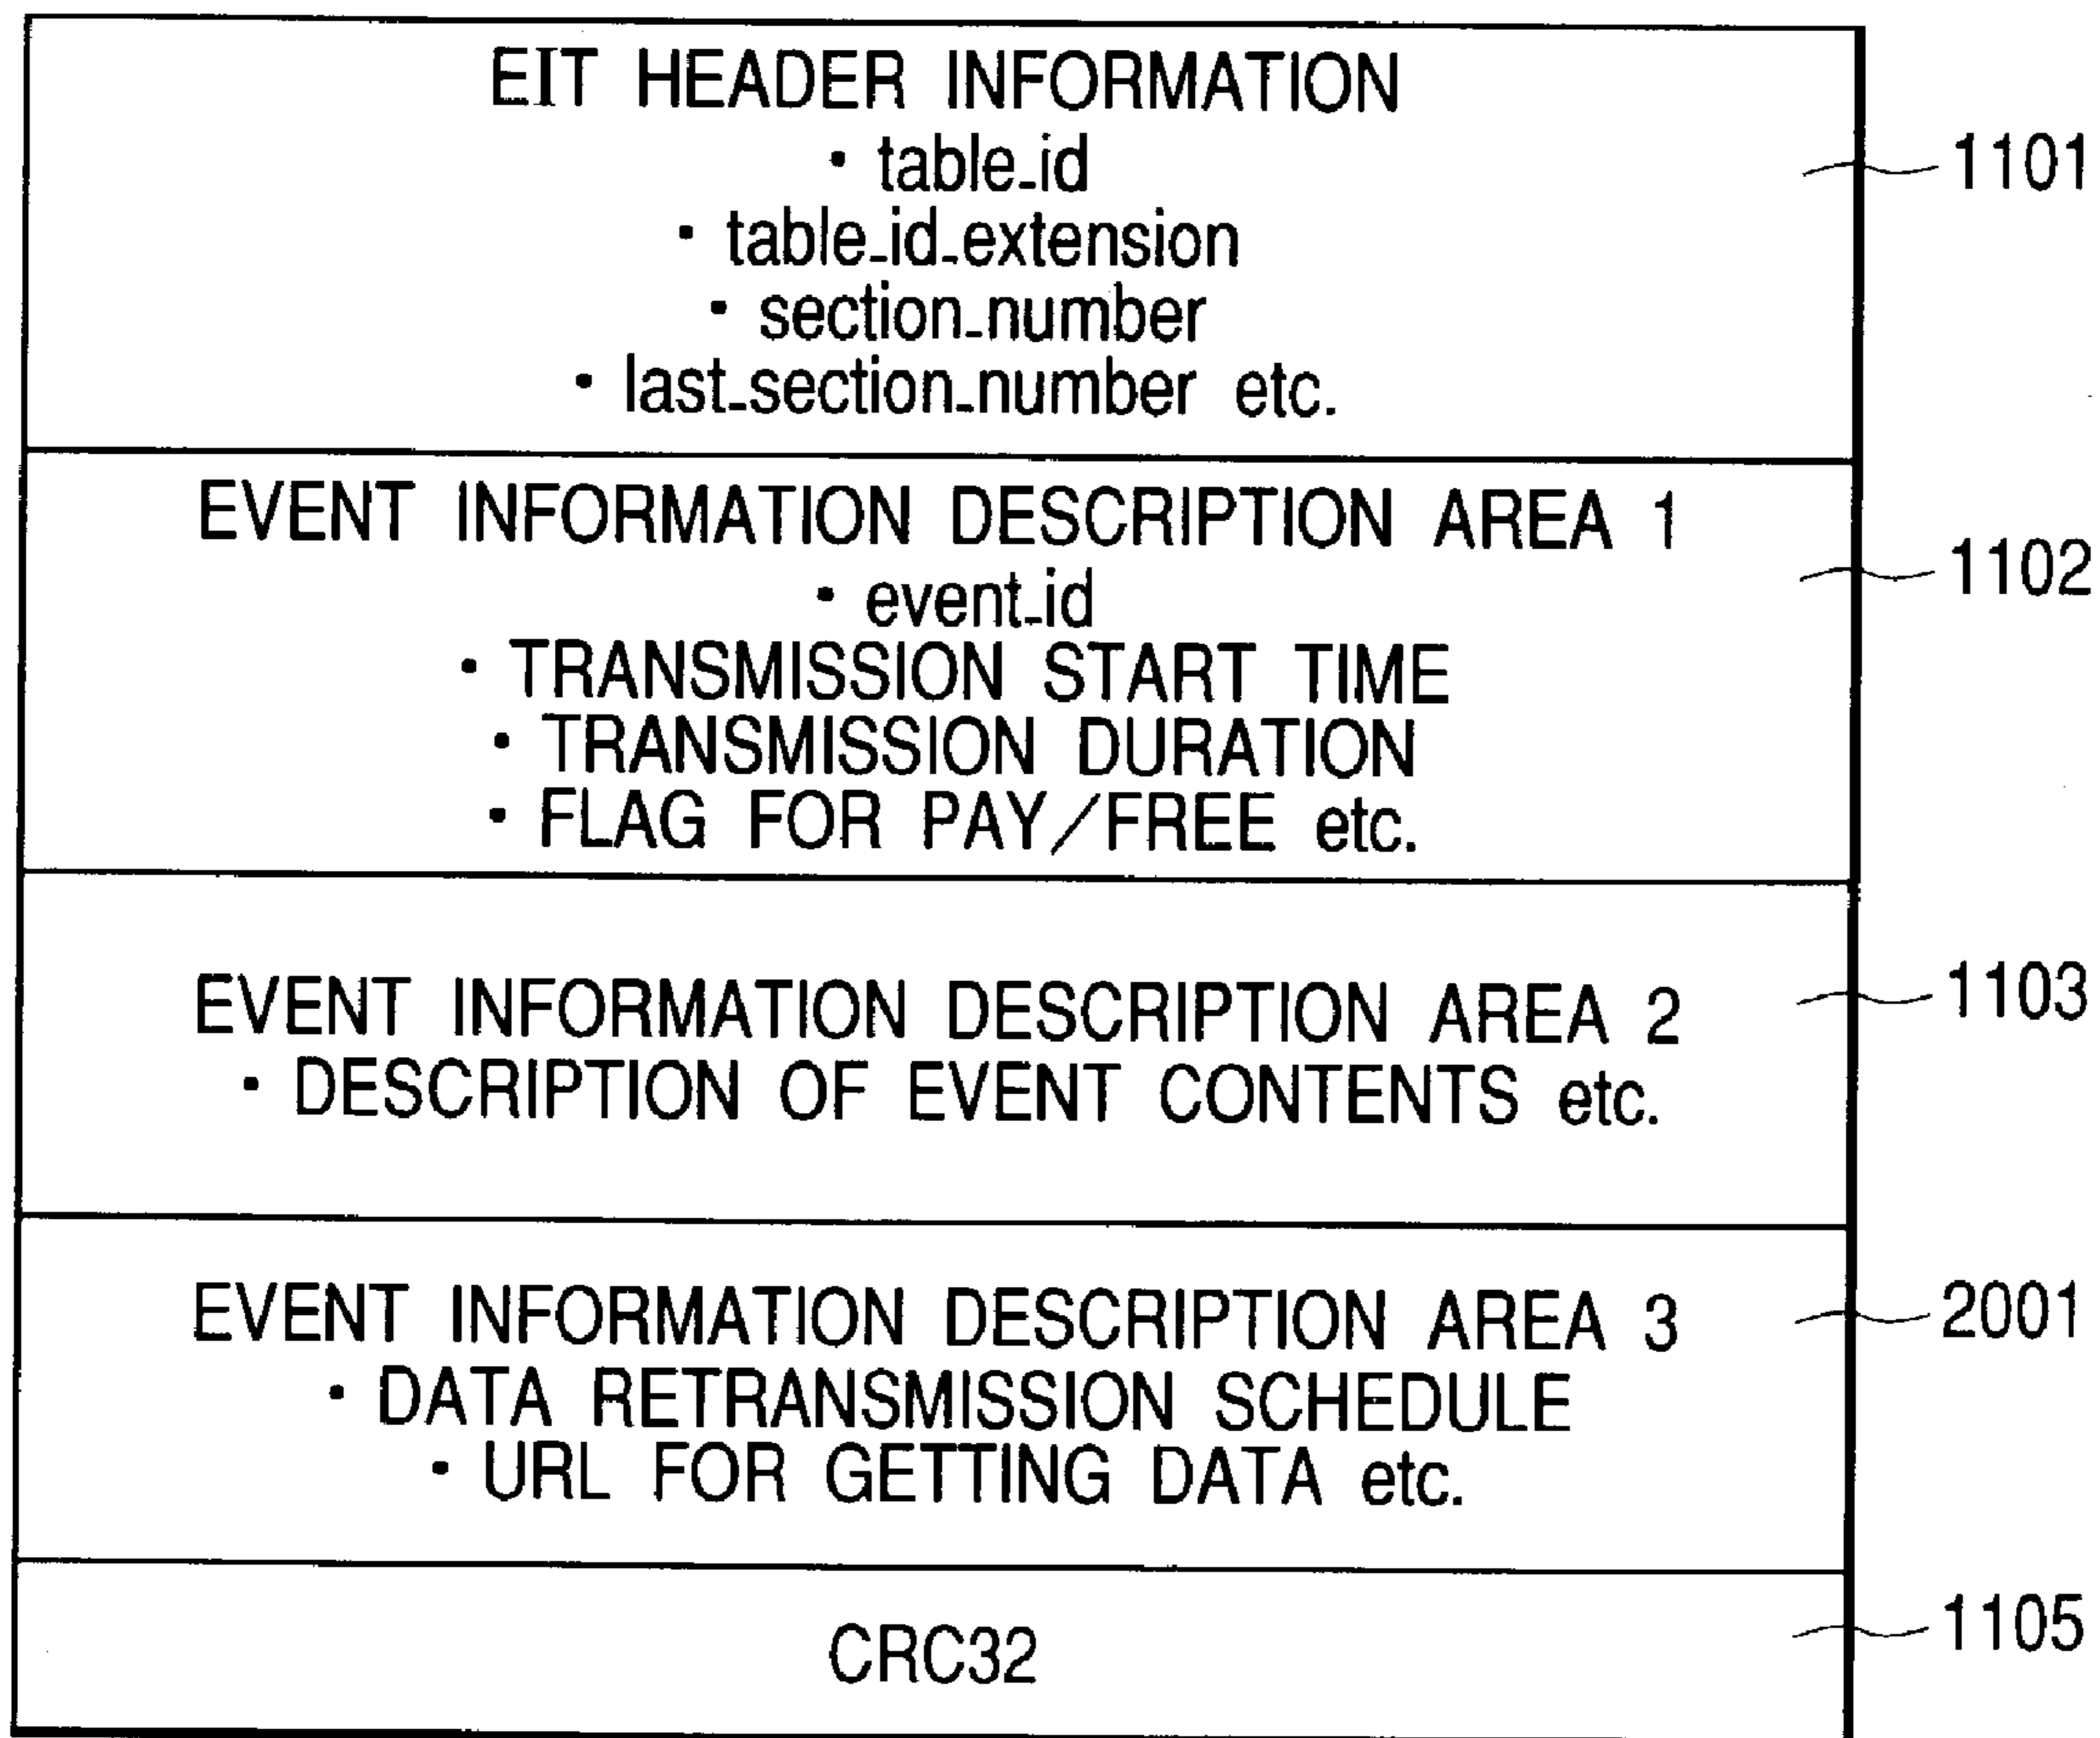 EIT HEADER INFORMATION
・table_id
1101
・table_id_extension
・section_number
・last_section_number etc.
EVENT INFORMATION DESCRIPTION AREA 1
1102
・event_id
・TRANSMISSION START TIME
・TRANSMISSION DURATION
・FLAG FOR PAY/FREE etc.
EVENT INFORMATION DESCRIPTION AREA 2
1103
・DESCRIPTION OF EVENT CONTENTS etc.
EVENT INFORMATION DESCRIPTION AREA 3
2001
・DATA RETRANSMISSION SCHEDULE
・URL FOR GETTING DATA etc.
CRC32
1105